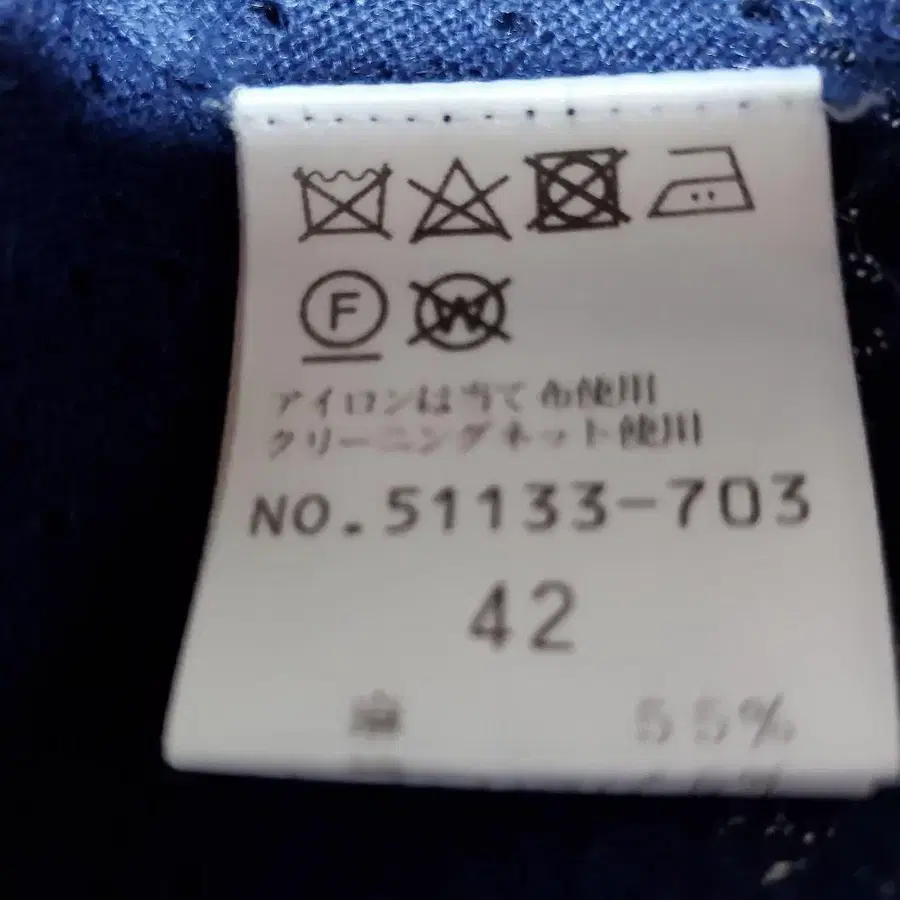 F W
アイロンは当て布使用
クリーニングネット使用
NO.51133-703
42
麻 55%